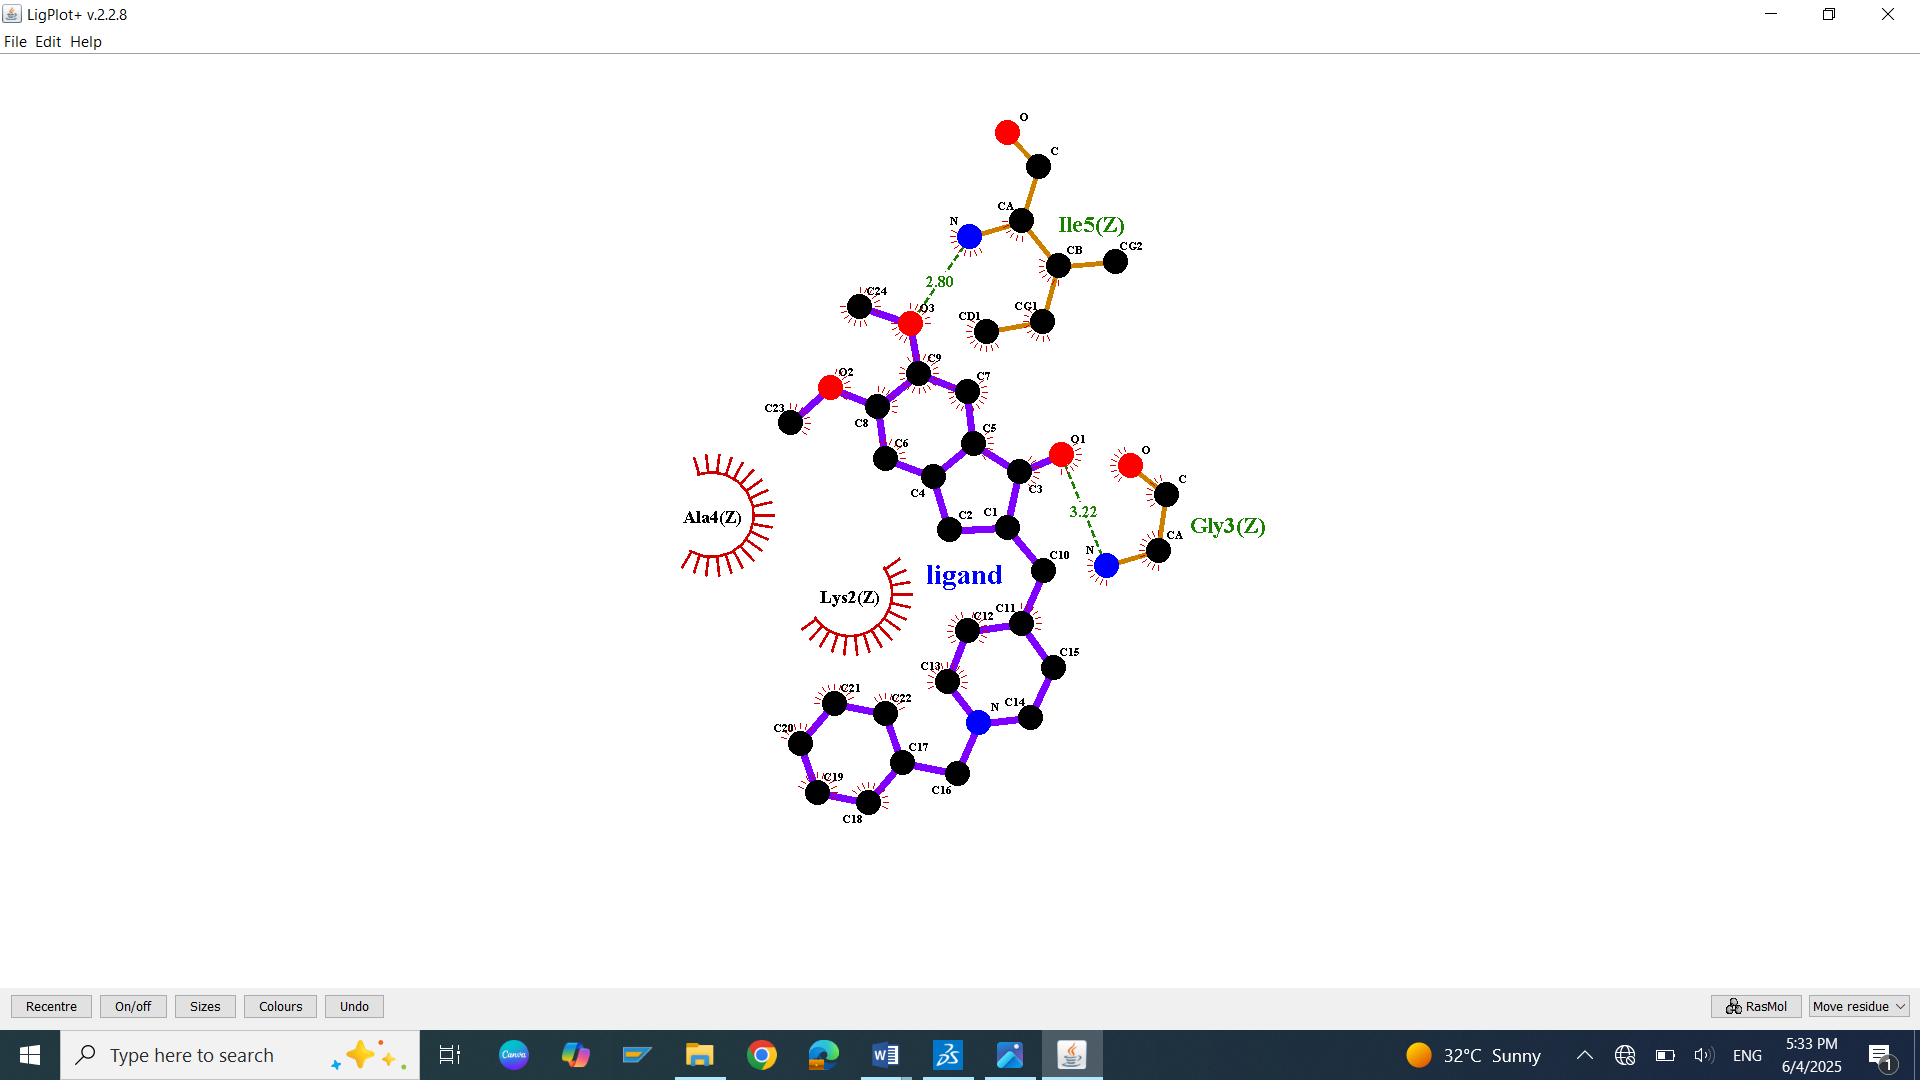 LigPlot+ v.2.2.8
File Edit Help
O
C
CA
N
Ile5(Z)
CB
CG2
2.80
C24
O3
CG1
CD1
C9
O2
C7
C23
C8
C5
C6
O1
O
C3
C4
C
C2
C1
3.22
Ala4(Z)
Gly3(Z)
CA
N
C10
ligand
Lys2(Z)
C11
C12
C15
C13
C21
C22
N
C14
C20
C17
C19
C16
C18
Recentre On/off Sizes Colours Undo RasMol Move residue
Type here to search
Canva
32°C Sunny
ENG
5:33 PM
6/4/2025
1